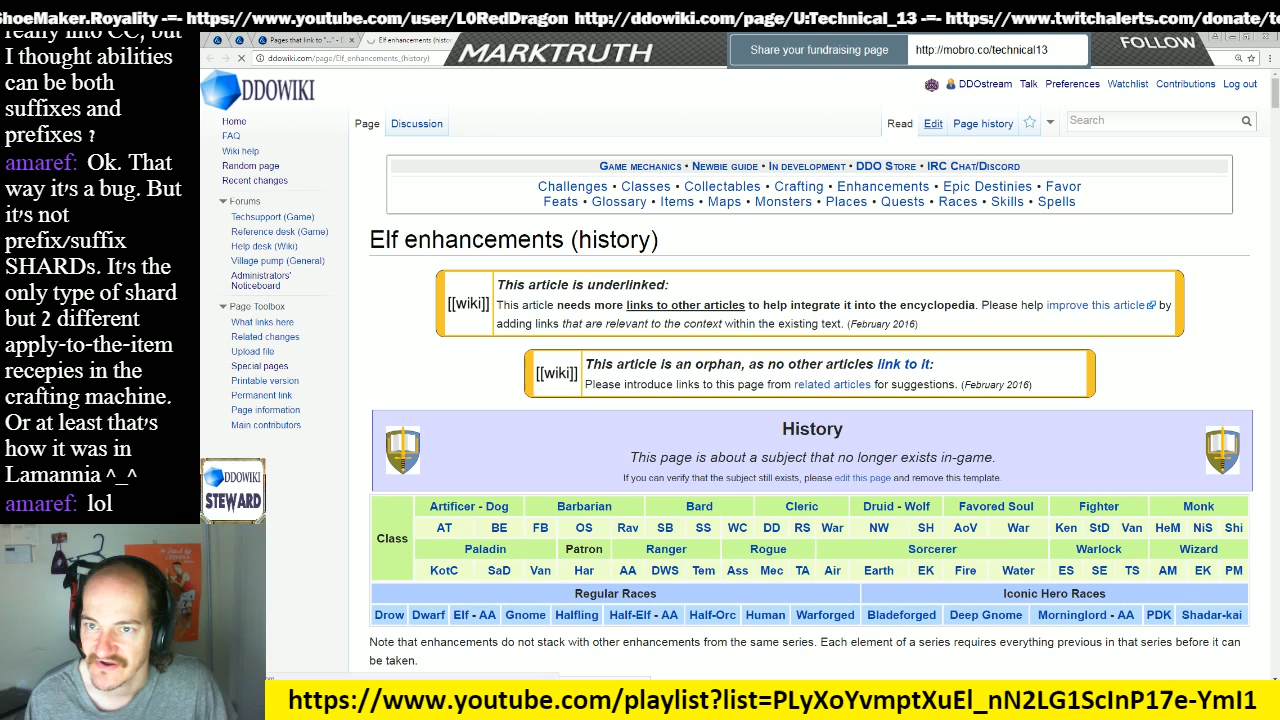 ShoeMaker.Royality -=- https://www.youtube.com/user/L0RedDragon http://ddowiki.com/page/U:Technical_13 -=- https://www.twitchalerts.com/donate/
really into CC, but
I thought abilities
can be both
suffixes and
prefixes ?
amaref: Ok. That
way it's a bug. But
it's not
prefix/suffix
SHARDs. It's the
only type of shard
but 2 different
apply-to-the-item
recepies in the
crafting machine.
Or at least that's
how it was in
Lamannia ^_^
amaref: lol
Pages that link to "..."
Elf enhancements (histo
MARKTRUTH
Share your fundraising page
http://mobro.co/technical13
FOLLOW
ddowiki.com/page/Elf_enhancements_(history)
DDOWIKI
DDOstream Talk Preferences Watchlist Contributions Log out
Page Discussion
Read Edit Page history
Search
Home
FAQ
Wiki help
Random page
Recent changes
Forums
Techsupport (Game)
Reference desk (Game)
Help desk (Wiki)
Village pump (General)
Administrators'
Noticeboard
Page Toolbox
What links here
Related changes
Upload file
Special pages
Printable version
Permanent link
Page information
Main contributors
DDOWIKI
STEWARD
Game mechanics • Newbie guide • In development • DDO Store • IRC Chat/Discord
Challenges • Classes • Collectables • Crafting • Enhancements • Epic Destinies • Favor
Feats • Glossary • Items • Maps • Monsters • Places • Quests • Races • Skills • Spells
Elf enhancements (history)
[[wiki]]
This article is underlinked:
This article needs more links to other articles to help integrate it into the encyclopedia. Please help improve this article by
adding links that are relevant to the context within the existing text. (February 2016)
[[wiki]]
This article is an orphan, as no other articles link to it:
Please introduce links to this page from related articles for suggestions. (February 2016)
History
This page is about a subject that no longer exists in-game.
If you can verify that the subject still exists, please edit this page and remove this template.
Class
Artificer - Dog Barbarian Bard Cleric Druid - Wolf Favored Soul Fighter Monk
AT BE FB OS Rav SB SS WC DD RS War NW SH AoV War Ken StD Van HeM NiS Shi
Paladin Patron Ranger Rogue Sorcerer Warlock Wizard
KotC SaD Van Har AA DWS Tem Ass Mec TA Air Earth EK Fire Water ES SE TS AM EK PM
Regular Races Iconic Hero Races
Drow Dwarf Elf - AA Gnome Halfling Half-Elf - AA Half-Orc Human Warforged Bladeforged Deep Gnome Morninglord - AA PDK Shadar-kai
Note that enhancements do not stack with other enhancements from the same series. Each element of a series requires everything previous in that series before it can
be taken.
https://www.youtube.com/playlist?list=PLyXoYvmptXuEl_nN2LG1ScInP17e-YmI1